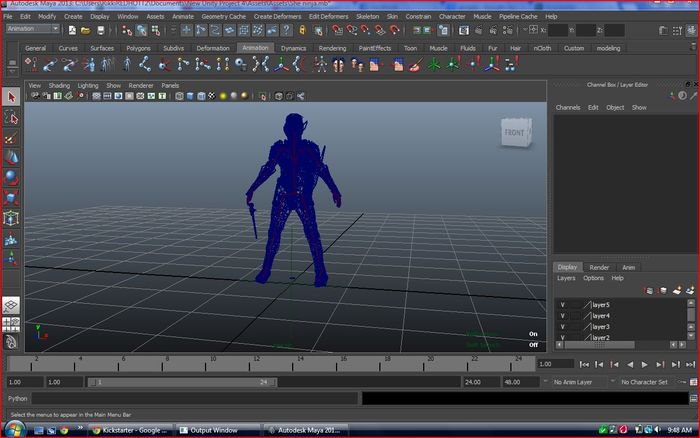 Autodesk Maya 2013: C:\Users\KikiREDHOTTZ\Documents\New Unity Project 4\Assets\Assets\She ninja.mb*
File Edit Modify Create Display Window Assets Animate Geometry Cache Create Deformers Edit Deformers Skeleton Skin Constrain Character Muscle Pipeline Cache Help
Animation X: Y: Z:
General Curves Surfaces Polygons Subdivs Deformation Animation Dynamics Rendering PaintEffects Toon Muscle Fluids Fur Hair nCloth Custom modeling
View Shading Lighting Show Renderer Panels
Channel Box / Layer Editor
Channels Edit Object Show
FRONT
Display Render Anim
Layers Options Help
V layer5
V layer4
V layer3
V layer2
On
Off
y
x
2 4 6 8 10 12 14 16 18 20 22 24 1.00
1.00 1.00 1 24 24.00 48.00 No Anim Layer No Character Set
Python
Select the menus to appear in the Main Menu Bar
Kickstarter - Google ... Output Window Autodesk Maya 201... 9:48 AM